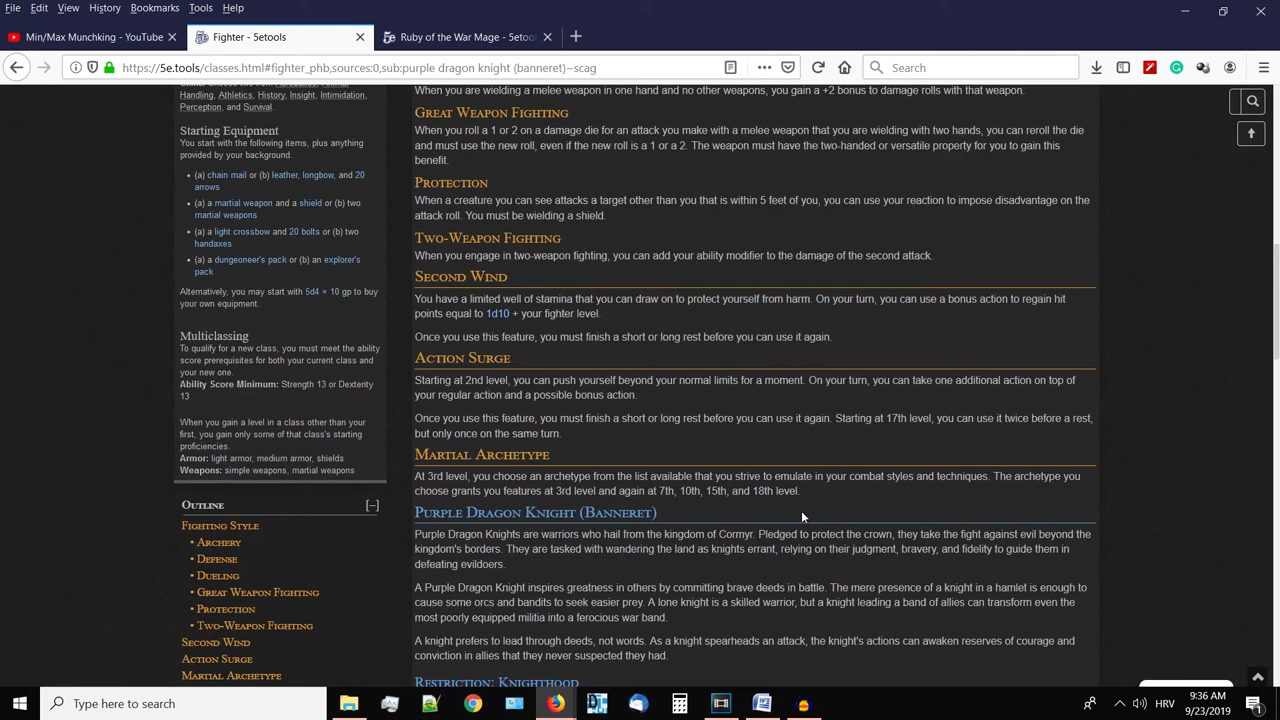 File Edit View History Bookmarks Tools Help
Min/Max Munchking - YouTube
Fighter - 5etools
Ruby of the War Mage - 5etool
https://5e.tools/classes.html#fighter_phb,sources:0,sub:purple dragon knight (banneret)~scag
Search
Handling, Athletics, History, Insight, Intimidation,
Perception, and Survival.
Starting Equipment
You start with the following items, plus anything
provided by your background.
• (a) chain mail or (b) leather, longbow, and 20
arrows
• (a) a martial weapon and a shield or (b) two
martial weapons
• (a) a light crossbow and 20 bolts or (b) two
handaxes
• (a) a dungeoneer's pack or (b) an explorer's
pack
Alternatively, you may start with 5d4 × 10 gp to buy
your own equipment.
Multiclassing
To qualify for a new class, you must meet the ability
score prerequisites for both your current class and
your new one.
Ability Score Minimum: Strength 13 or Dexterity
13
When you gain a level in a class other than your
first, you gain only some of that class's starting
proficiencies.
Armor: light armor, medium armor, shields
Weapons: simple weapons, martial weapons
Outline [–]
Fighting Style
• Archery
• Defense
• Dueling
• Great Weapon Fighting
• Protection
• Two-Weapon Fighting
Second Wind
Action Surge
Martial Archetype
When you are wielding a melee weapon in one hand and no other weapons, you gain a +2 bonus to damage rolls with that weapon.
Great Weapon Fighting
When you roll a 1 or 2 on a damage die for an attack you make with a melee weapon that you are wielding with two hands, you can reroll the die
and must use the new roll, even if the new roll is a 1 or a 2. The weapon must have the two-handed or versatile property for you to gain this
benefit.
Protection
When a creature you can see attacks a target other than you that is within 5 feet of you, you can use your reaction to impose disadvantage on the
attack roll. You must be wielding a shield.
Two-Weapon Fighting
When you engage in two-weapon fighting, you can add your ability modifier to the damage of the second attack.
Second Wind
You have a limited well of stamina that you can draw on to protect yourself from harm. On your turn, you can use a bonus action to regain hit
points equal to 1d10 + your fighter level.
Once you use this feature, you must finish a short or long rest before you can use it again.
Action Surge
Starting at 2nd level, you can push yourself beyond your normal limits for a moment. On your turn, you can take one additional action on top of
your regular action and a possible bonus action.
Once you use this feature, you must finish a short or long rest before you can use it again. Starting at 17th level, you can use it twice before a rest,
but only once on the same turn.
Martial Archetype
At 3rd level, you choose an archetype from the list available that you strive to emulate in your combat styles and techniques. The archetype you
choose grants you features at 3rd level and again at 7th, 10th, 15th, and 18th level.
Purple Dragon Knight (Banneret)
Purple Dragon Knights are warriors who hail from the kingdom of Cormyr. Pledged to protect the crown, they take the fight against evil beyond the
kingdom's borders. They are tasked with wandering the land as knights errant, relying on their judgment, bravery, and fidelity to guide them in
defeating evildoers.
A Purple Dragon Knight inspires greatness in others by committing brave deeds in battle. The mere presence of a knight in a hamlet is enough to
cause some orcs and bandits to seek easier prey. A lone knight is a skilled warrior, but a knight leading a band of allies can transform even the
most poorly equipped militia into a ferocious war band.
A knight prefers to lead through deeds, not words. As a knight spearheads an attack, the knight's actions can awaken reserves of courage and
conviction in allies that they never suspected they had.
Restriction: Knighthood
Type here to search
HRV
9:36 AM
9/23/2019